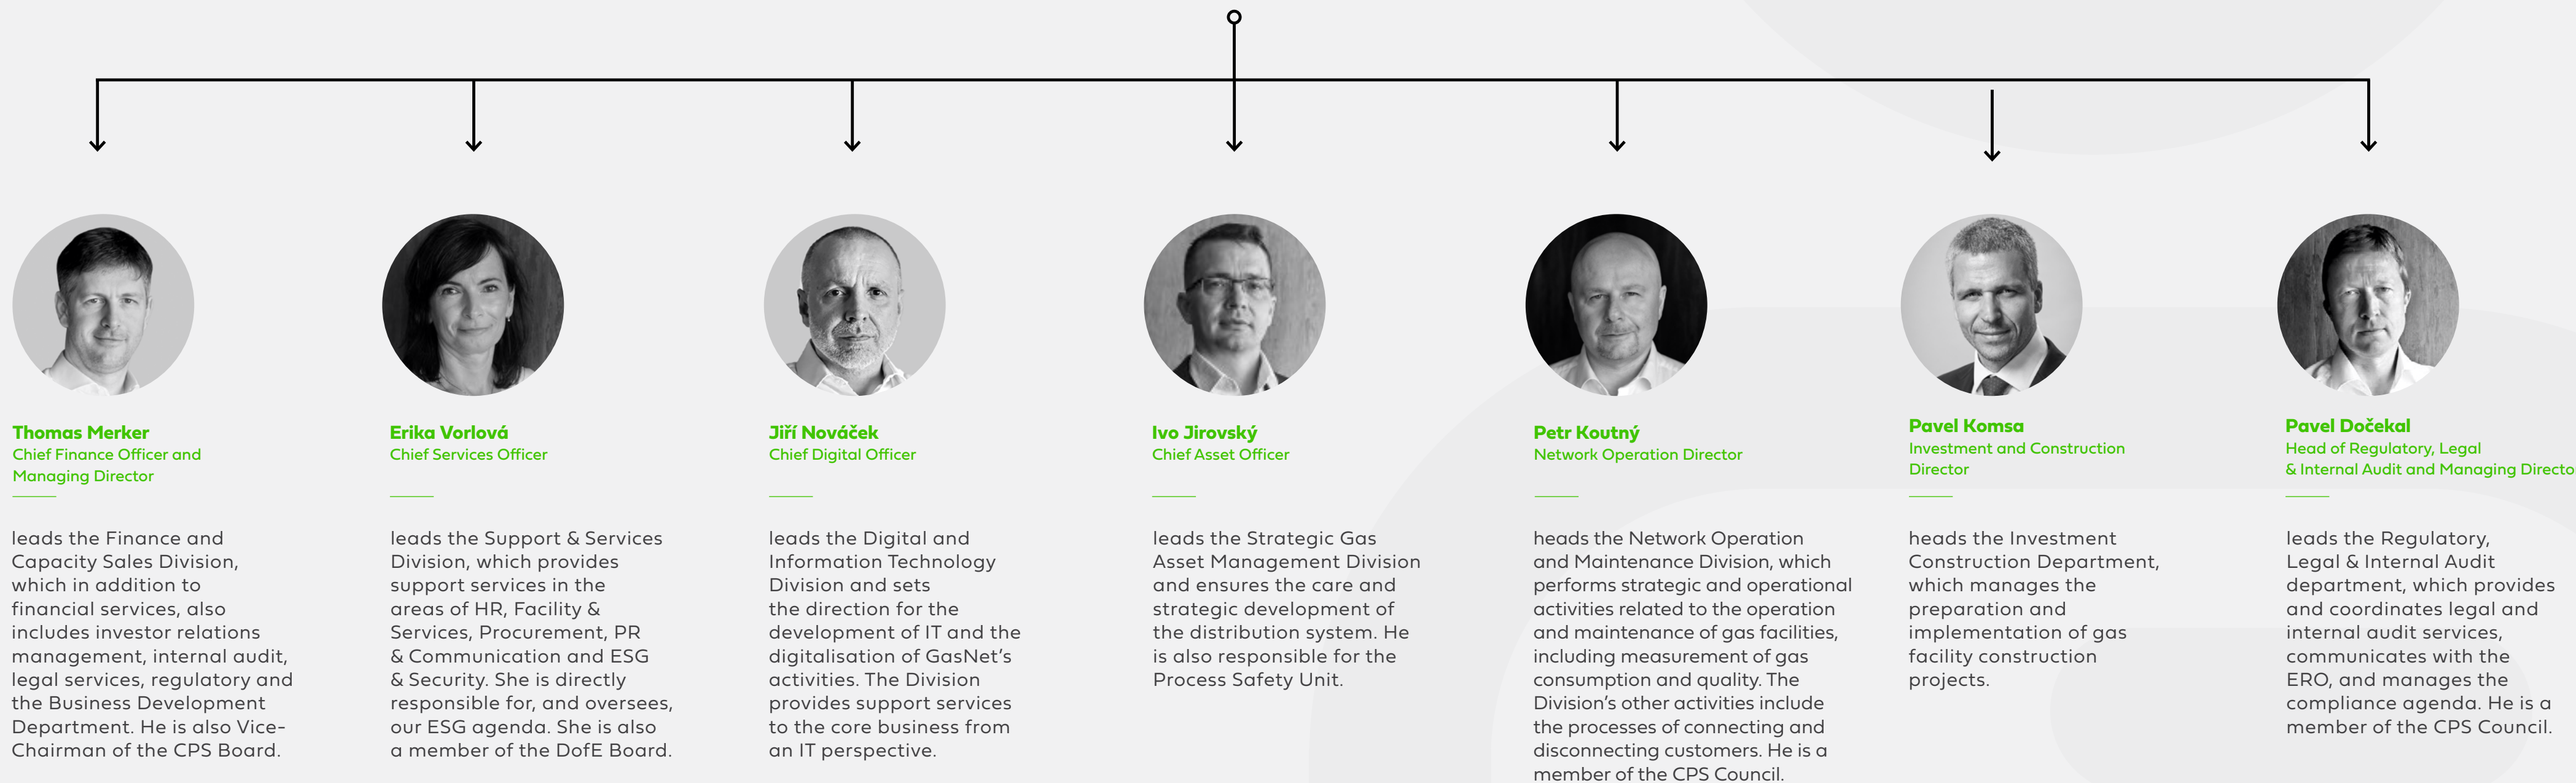 Thomas Merker
Chief Finance Officer and
Managing Director
leads the Finance and
Capacity Sales Division,
which in addition to
financial services, also
includes investor relations
management, internal audit,
legal services, regulatory and
the Business Development
Department. He is also Vice-
Chairman of the CPS Board.
Erika Vorlová
Chief Services Officer
leads the Support & Services
Division, which provides
support services in the
areas of HR, Facility &
Services, Procurement, PR
& Communication and ESG
& Security. She is directly
responsible for, and oversees,
our ESG agenda. She is also
a member of the DofE Board.
Jiří Nováček
Chief Digital Officer
leads the Digital and
Information Technology
Division and sets
the direction for the
development of IT and the
digitalisation of GasNet’s
activities. The Division
provides support services
to the core business from
an IT perspective.
Ivo Jirovský
Chief Asset Officer
leads the Strategic Gas
Asset Management Division
and ensures the care and
strategic development of
the distribution system. He
is also responsible for the
Process Safety Unit.
Petr Koutný
Network Operation Director
heads the Network Operation
and Maintenance Division, which
performs strategic and operational
activities related to the operation
and maintenance of gas facilities,
including measurement of gas
consumption and quality. The
Division’s other activities include
the processes of connecting and
disconnecting customers. He is a
member of the CPS Council.
Pavel Komsa
Investment and Construction
Director
heads the Investment
Construction Department,
which manages the
preparation and
implementation of gas
facility construction
projects.
Pavel Dočekal
Head of Regulatory, Legal
& Internal Audit and Managing Directo
leads the Regulatory,
Legal & Internal Audit
department, which provides
and coordinates legal and
internal audit services,
communicates with the
ERO, and manages the
compliance agenda. He is a
member of the CPS Council.